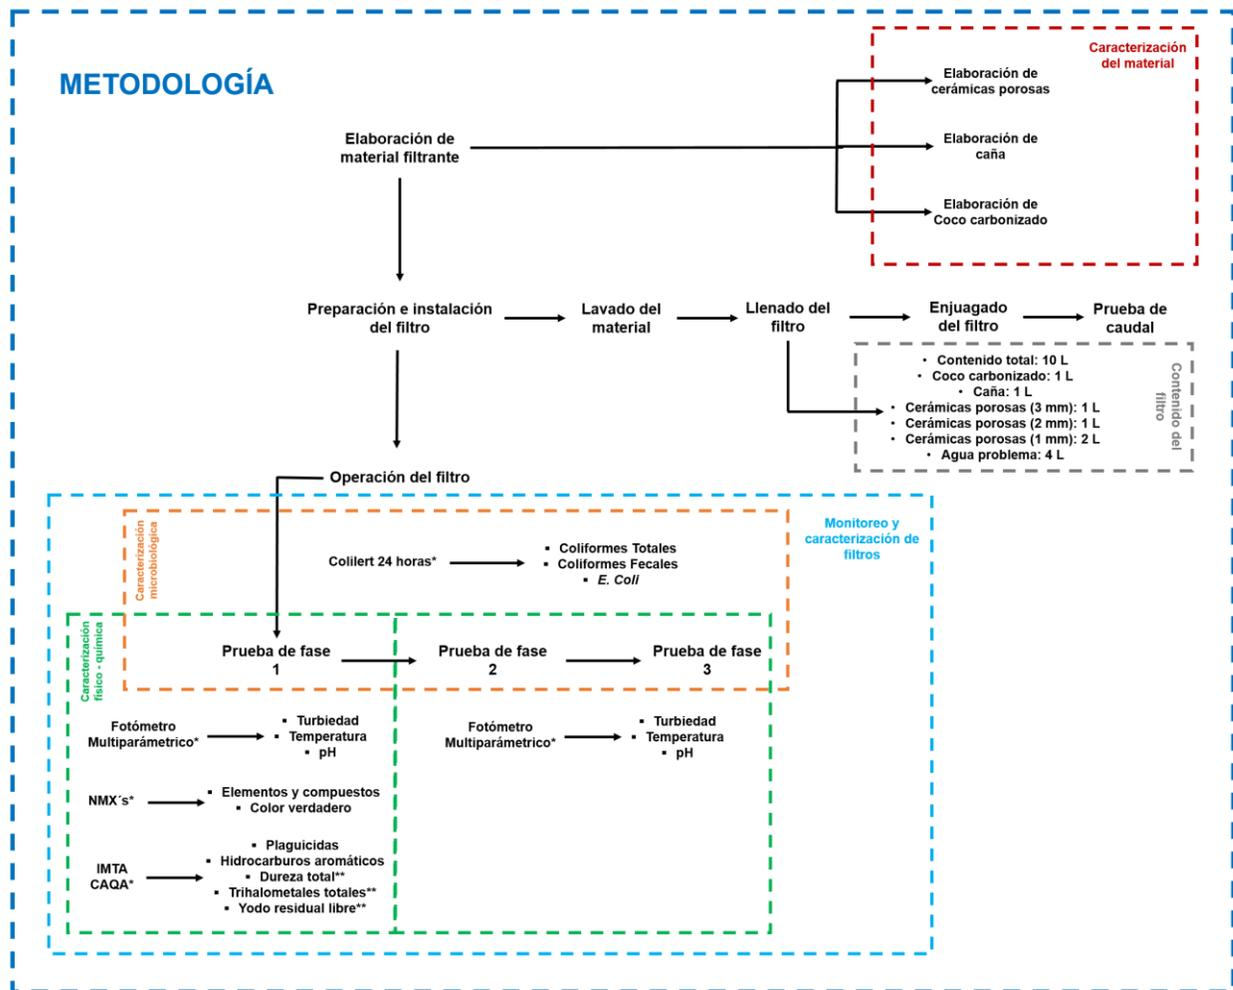 METODOLOGÍA
Caracterización
del material
Elaboración de
cerámicas porosas
Elaboración de
material filtrante
Elaboración de
caña
Elaboración de
Coco carbonizado
Preparación e instalación
del filtro
Lavado del
material
Llenado del
filtro
Enjuagado
del filtro
Prueba de
caudal
• Contenido total: 10 L
• Coco carbonizado: 1 L
• Caña: 1 L
• Cerámicas porosas (3 mm): 1 L
• Cerámicas porosas (2 mm): 1 L
• Cerámicas porosas (1 mm): 2 L
• Agua problema: 4 L
Contenido del
filtro
Operación del filtro
Monitoreo y
caracterización de
filtros
Caracterización
microbiológica
Colilert 24 horas*
▪ Coliformes Totales
▪ Coliformes Fecales
▪ E. Coli
Caracterización
físico - química
Prueba de fase
1
Prueba de fase
2
Prueba de fase
3
Fotómetro
Multiparámetrico*
▪ Turbiedad
▪ Temperatura
▪ pH
Fotómetro
Multiparámetrico*
▪ Turbiedad
▪ Temperatura
▪ pH
NMX´s*
▪ Elementos y compuestos
▪ Color verdadero
IMTA
CAQA*
▪ Plaguicidas
▪ Hidrocarburos aromáticos
▪ Dureza total**
▪ Trihalometales totales**
▪ Yodo residual libre**